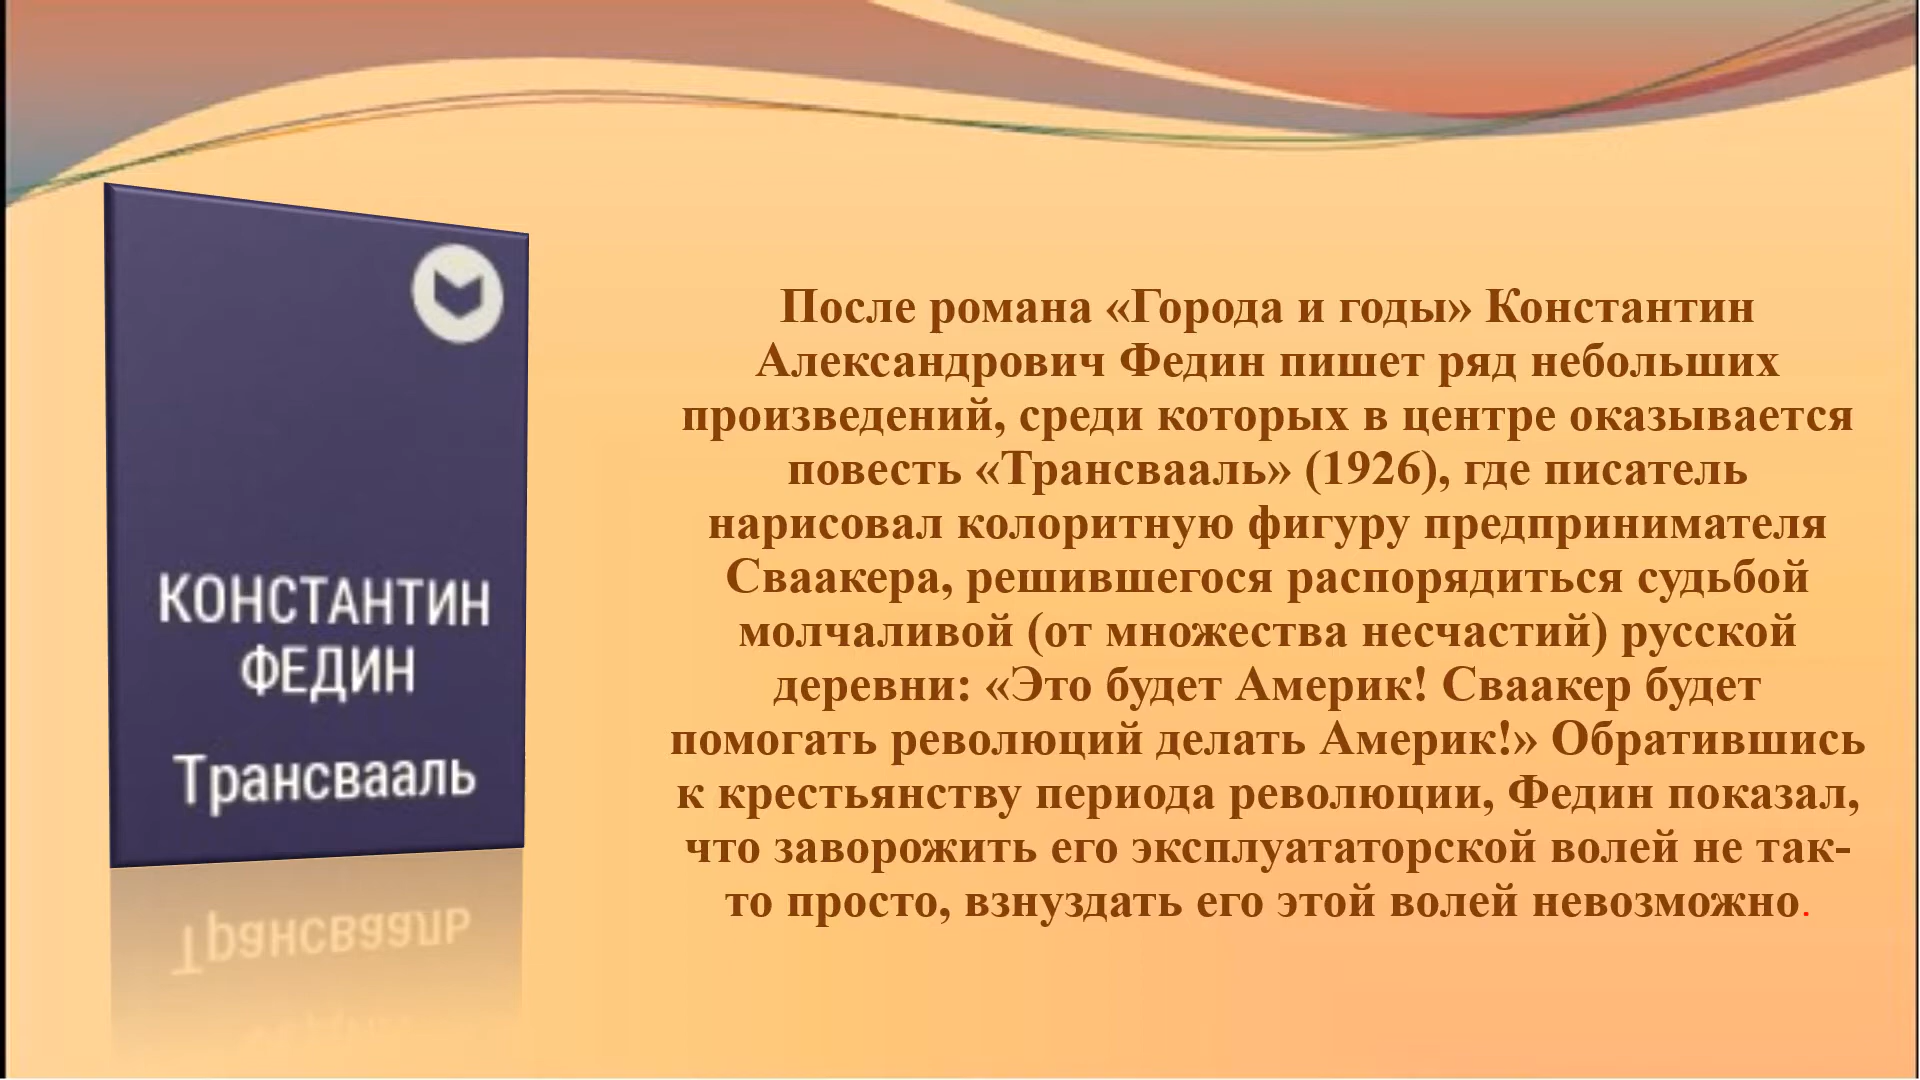 КОНСТАНТИН
ФЕДИН
Трансвааль
После романа «Города и годы» Константин
Александрович Федин пишет ряд небольших
произведений, среди которых в центре оказывается
повесть «Трансвааль» (1926), где писатель
нарисовал колоритную фигуру предпринимателя
Сваакера, решившегося распорядиться судьбой
молчаливой (от множества несчастий) русской
деревни: «Это будет Америк! Сваакер будет
помогать революций делать Америк!» Обратившись
к крестьянству периода революции, Федин показал,
что заворожить его эксплуататорской волей не так-
то просто, взнуздать его этой волей невозможно.